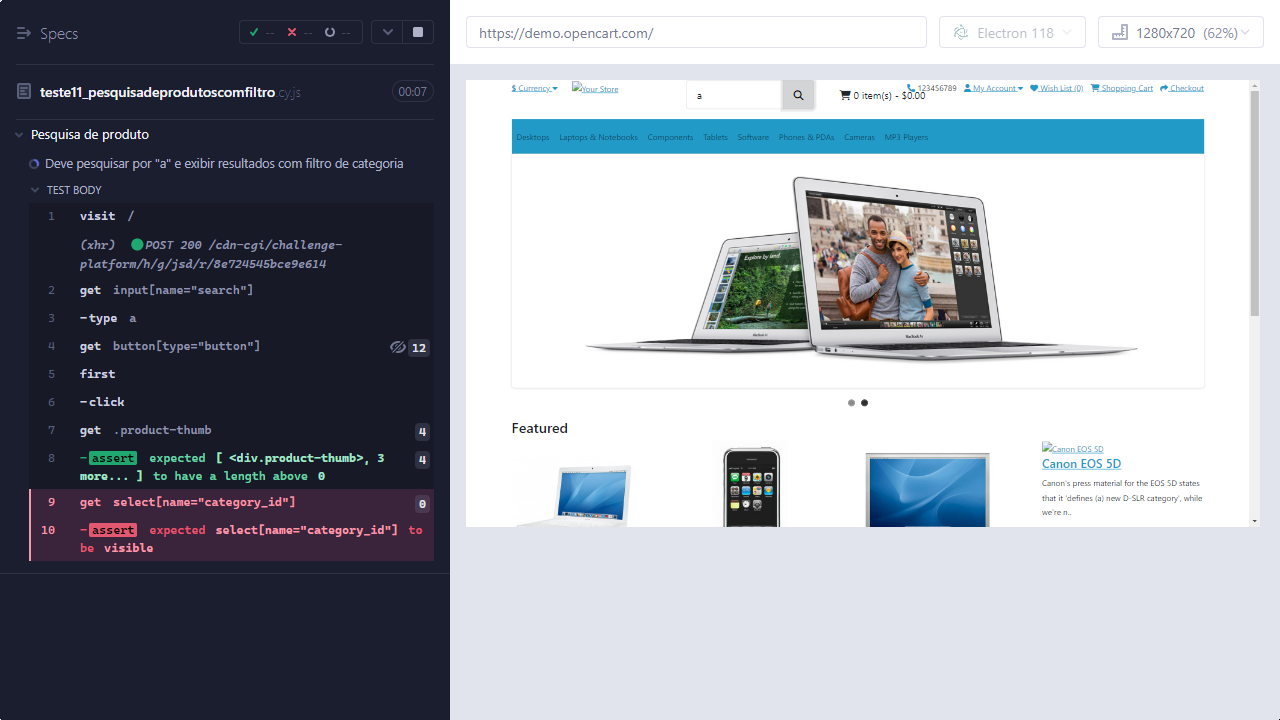 Specs
-- -- --
teste11_pesquisadeprodutoscomfiltro.cy.js 00:07
Pesquisa de produto
Deve pesquisar por "a" e exibir resultados com filtro de categoria
TEST BODY
1 visit /
(xhr) POST 200 /cdn-cgi/challenge-
platform/h/g/jsd/r/8e724545bce9e614
2 get input[name="search"]
3 -type a
4 get button[type="button"] 12
5 first
6 -click
7 get .product-thumb 4
8 -assert expected [ <div.product-thumb>, 3 4
more... ] to have a length above 0
9 get select[name="category_id"] 0
10 -assert expected select[name="category_id"] to
be visible
https://demo.opencart.com/
Electron 118
1280x720 (62%)
$ Currency
Your Store
a
0 item(s) - $0.00
123456789 My Account Wish List (0) Shopping Cart Checkout
Desktops Laptops & Notebooks Components Tablets Software Phones & PDAs Cameras MP3 Players
Explore by land
MacBook Air
MacBook Air
Featured
Canon EOS 5D
Canon EOS 5D
Canon's press material for the EOS 5D states
that it 'defines (a) new D-SLR category', while
we're n..